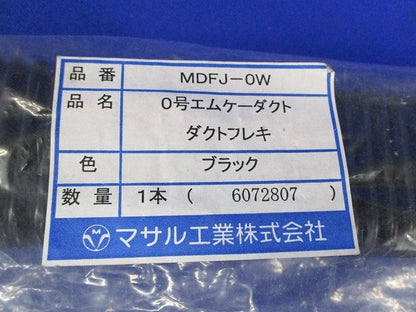 品番 MDFJ-0W
品名 0号エムケーダクト
ダクトフレキ
色 ブラック
数量 1本 ( 6072807 )
M マサル工業株式会社